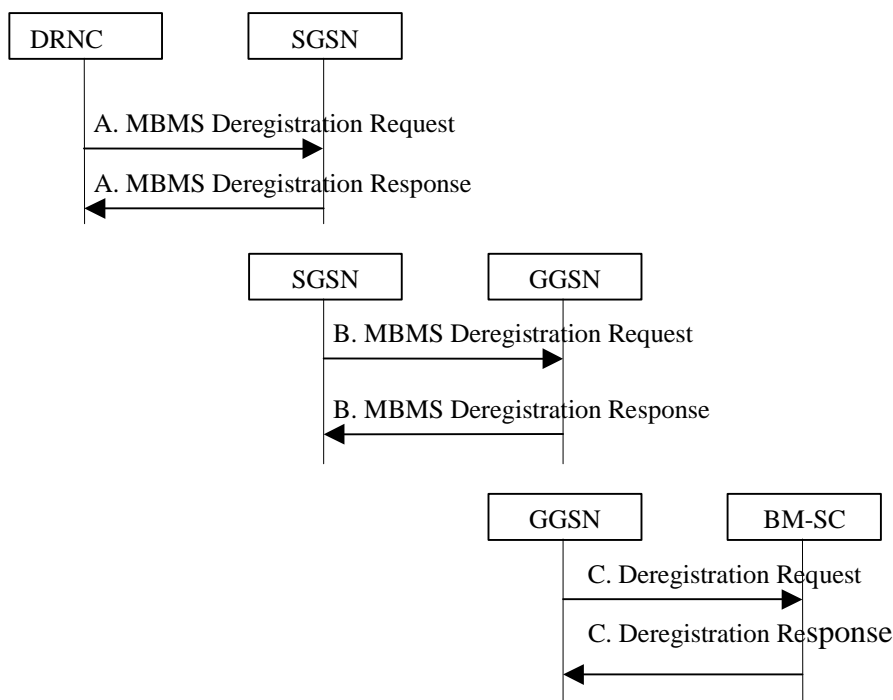 DRNC SGSN
A. MBMS Deregistration Request
A. MBMS Deregistration Response
SGSN GGSN
B. MBMS Deregistration Request
B. MBMS Deregistration Response
GGSN BM-SC
C. Deregistration Request
C. Deregistration Response